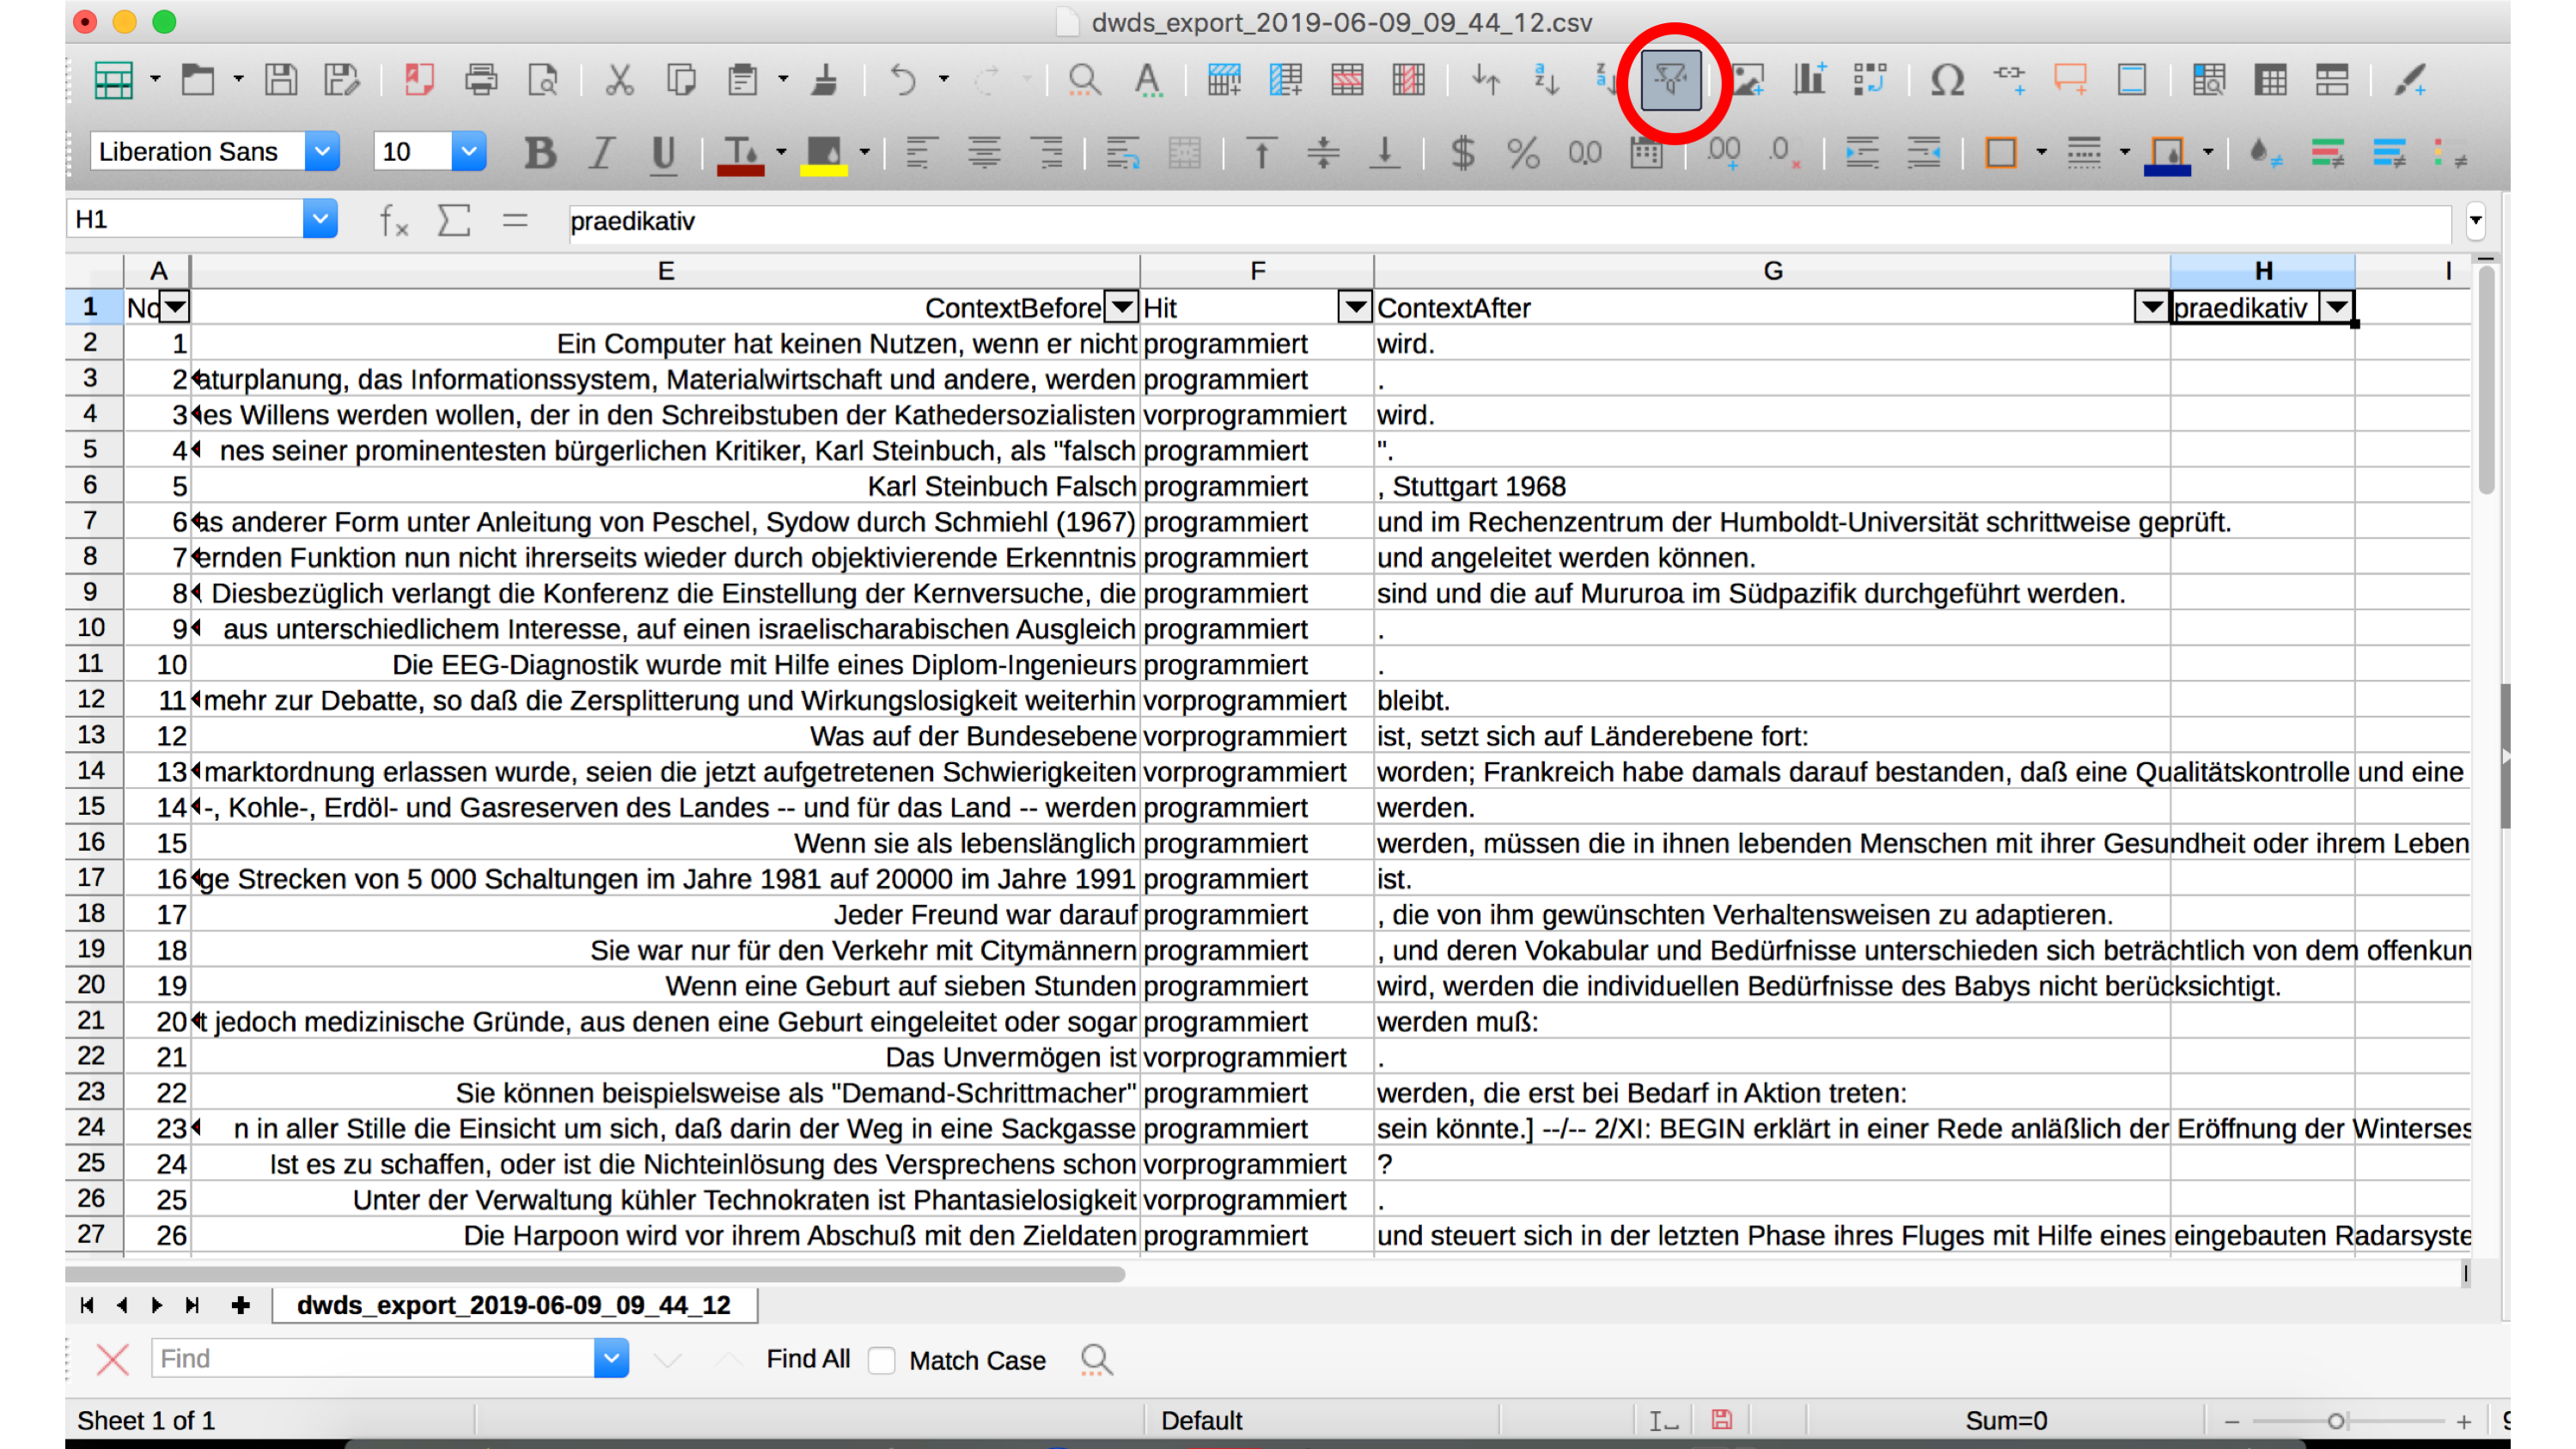 dwds_export_2019-06-09_09_44_12.csv
Liberation Sans 10 B I U $ % 0.0 .00 .0
H1 praedikativ
A E F G H I
1 No ContextBefore Hit ContextAfter praedikativ
2 1 Ein Computer hat keinen Nutzen, wenn er nicht programmiert wird.
3 2 aturplanung, das Informationssystem, Materialwirtschaft und andere, werden programmiert .
4 3 es Willens werden wollen, der in den Schreibstuben der Kathedersozialisten vorprogrammiert wird.
5 4 nes seiner prominentesten bürgerlichen Kritiker, Karl Steinbuch, als "falsch programmiert ".
6 5 Karl Steinbuch Falsch programmiert , Stuttgart 1968
7 6 as anderer Form unter Anleitung von Peschel, Sydow durch Schmiehl (1967) programmiert und im Rechenzentrum der Humboldt-Universität schrittweise geprüft.
8 7 ernden Funktion nun nicht ihrerseits wieder durch objektivierende Erkenntnis programmiert und angeleitet werden können.
9 8 Diesbezüglich verlangt die Konferenz die Einstellung der Kernversuche, die programmiert sind und die auf Mururoa im Südpazifik durchgeführt werden.
10 9 aus unterschiedlichem Interesse, auf einen israelischarabischen Ausgleich programmiert .
11 10 Die EEG-Diagnostik wurde mit Hilfe eines Diplom-Ingenieurs programmiert .
12 11 mehr zur Debatte, so daß die Zersplitterung und Wirkungslosigkeit weiterhin vorprogrammiert bleibt.
13 12 Was auf der Bundesebene vorprogrammiert ist, setzt sich auf Länderebene fort:
14 13 marktordnung erlassen wurde, seien die jetzt aufgetretenen Schwierigkeiten vorprogrammiert worden; Frankreich habe damals darauf bestanden, daß eine Qualitätskontrolle und eine
15 14 -, Kohle-, Erdöl- und Gasreserven des Landes -- und für das Land -- werden programmiert werden.
16 15 Wenn sie als lebenslänglich programmiert werden, müssen die in ihnen lebenden Menschen mit ihrer Gesundheit oder ihrem Leben
17 16 ge Strecken von 5 000 Schaltungen im Jahre 1981 auf 20000 im Jahre 1991 programmiert ist.
18 17 Jeder Freund war darauf programmiert , die von ihm gewünschten Verhaltensweisen zu adaptieren.
19 18 Sie war nur für den Verkehr mit Citymännern programmiert , und deren Vokabular und Bedürfnisse unterschieden sich beträchtlich von dem offenkun
20 19 Wenn eine Geburt auf sieben Stunden programmiert wird, werden die individuellen Bedürfnisse des Babys nicht berücksichtigt.
21 20 t jedoch medizinische Gründe, aus denen eine Geburt eingeleitet oder sogar programmiert werden muß:
22 21 Das Unvermögen ist vorprogrammiert .
23 22 Sie können beispielsweise als "Demand-Schrittmacher" programmiert werden, die erst bei Bedarf in Aktion treten:
24 23 n in aller Stille die Einsicht um sich, daß darin der Weg in eine Sackgasse programmiert sein könnte.] --/-- 2/XI: BEGIN erklärt in einer Rede anläßlich der Eröffnung der Winterses
25 24 Ist es zu schaffen, oder ist die Nichteinlösung des Versprechens schon vorprogrammiert ?
26 25 Unter der Verwaltung kühler Technokraten ist Phantasielosigkeit vorprogrammiert .
27 26 Die Harpoon wird vor ihrem Abschuß mit den Zieldaten programmiert und steuert sich in der letzten Phase ihres Fluges mit Hilfe eines eingebauten Radarsyste
dwds_export_2019-06-09_09_44_12
Find Find All Match Case
Sheet 1 of 1 Default Sum=0